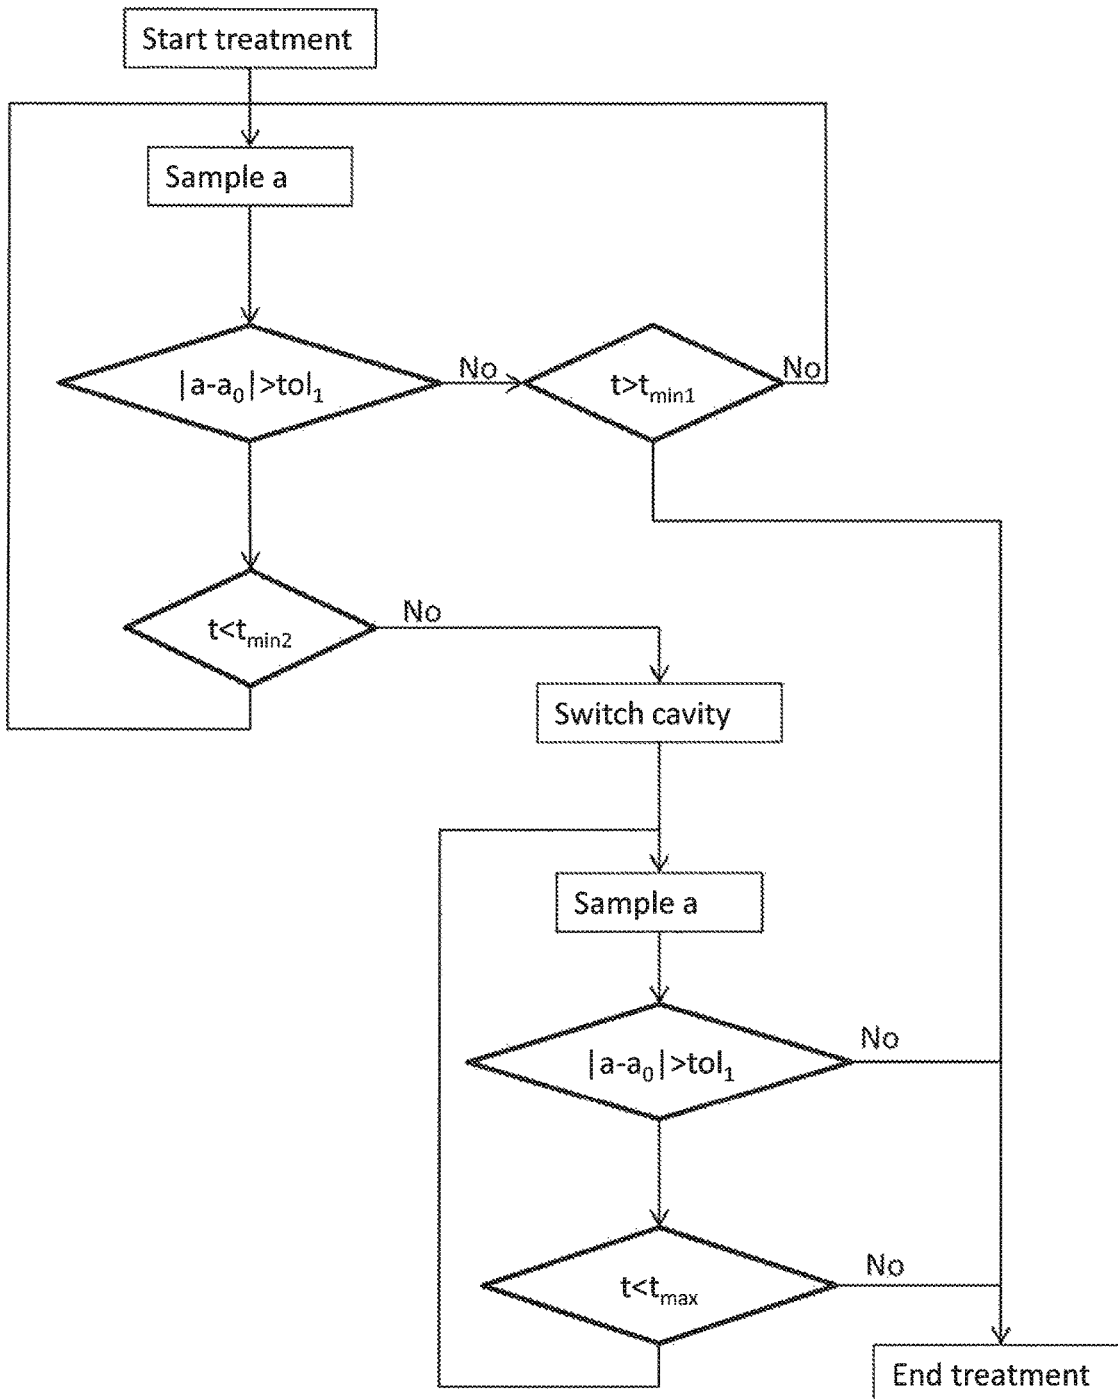 Start treatment
Sample a
|a-a₀|>tol₁
No
t>tₘᵢₙ₁
No
t<tₘᵢₙ₂
No
Switch cavity
Sample a
|a-a₀|>tol₁
No
t<tₘₐₓ
No
End treatment